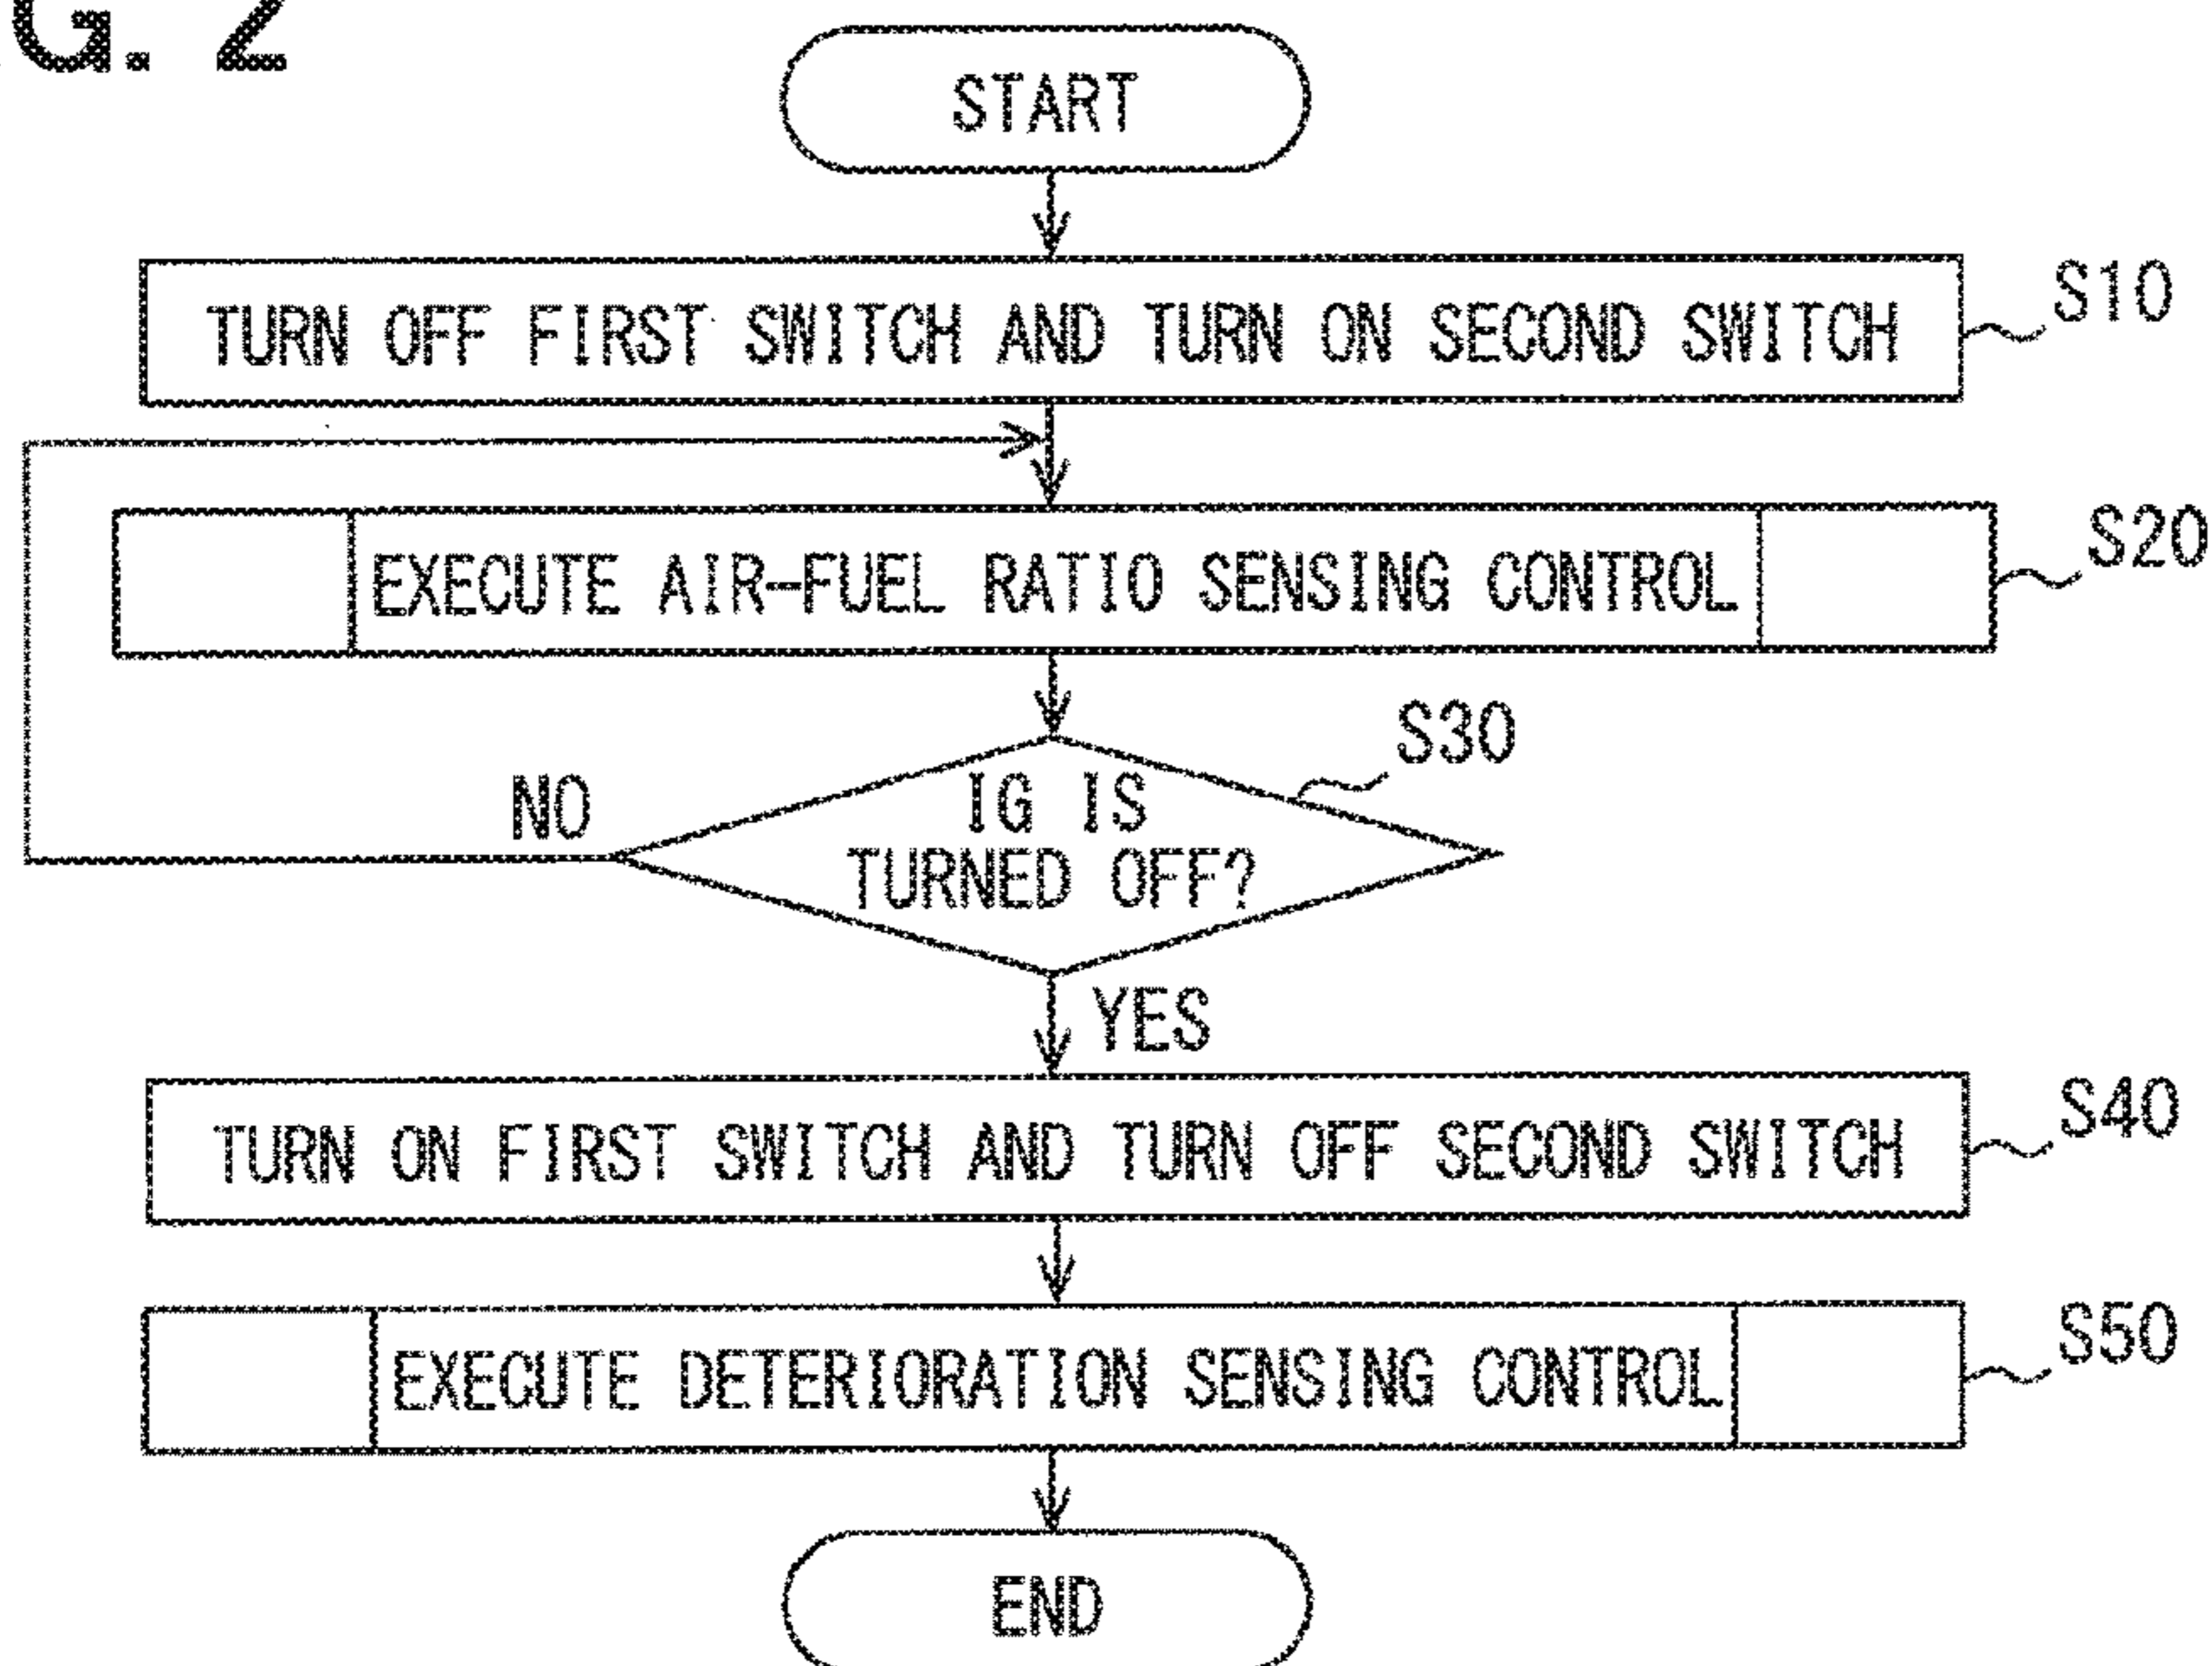 G. 2
START
TURN OFF FIRST SWITCH AND TURN ON SECOND SWITCH
S10
EXECUTE AIR-FUEL RATIO SENSING CONTROL
S20
S30
IG IS
TURNED OFF?
NO
YES
TURN ON FIRST SWITCH AND TURN OFF SECOND SWITCH
S40
EXECUTE DETERIORATION SENSING CONTROL
S50
END